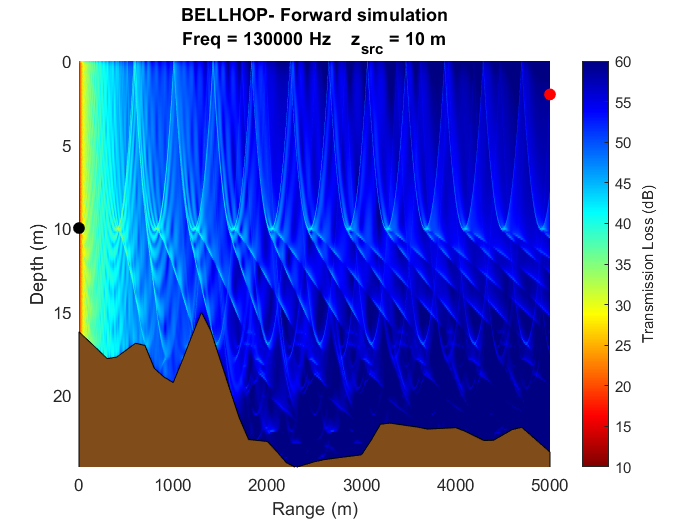 BELLHOP- Forward simulation
Freq = 130000 Hz z_src = 10 m
0
5
10
15
20
Depth (m)
0 1000 2000 3000 4000 5000
Range (m)
60
55
50
45
40
35
30
25
20
15
10
Transmission Loss (dB)